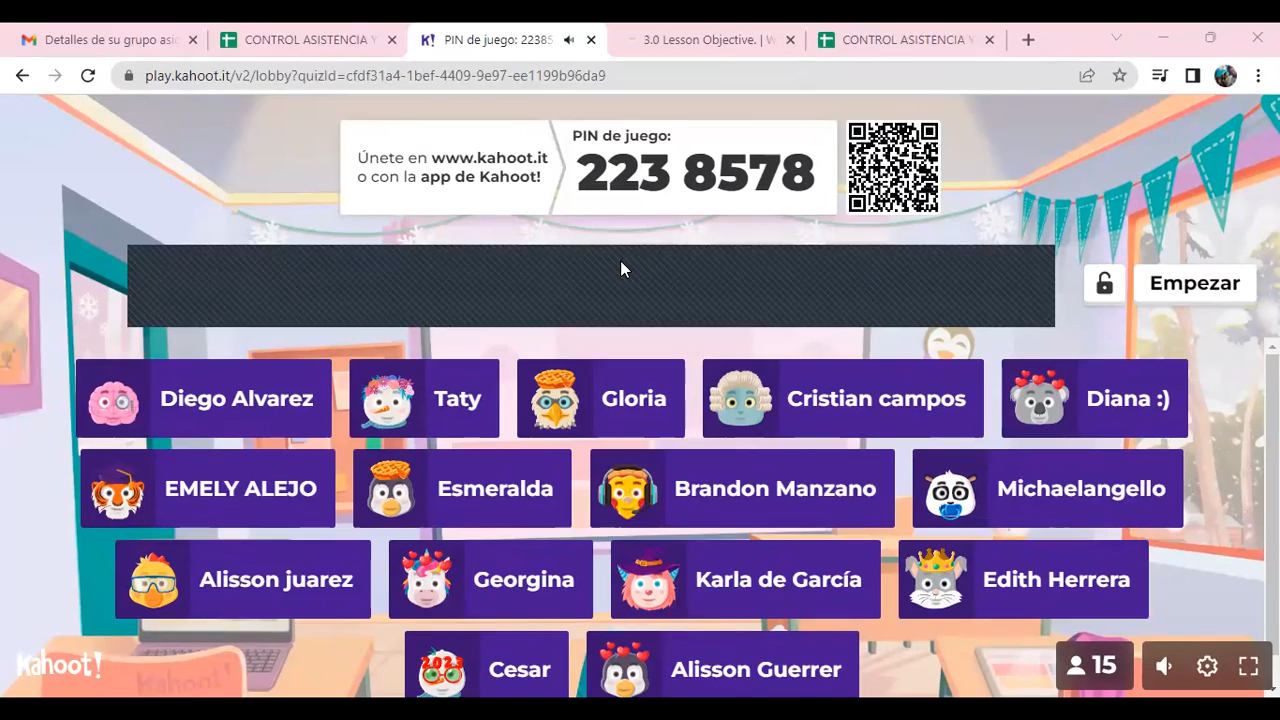 Detalles de su grupo asi
CONTROL ASISTENCIA Y
PIN de juego: 22385
3.0 Lesson Objective. | W
CONTROL ASISTENCIA Y
play.kahoot.it/v2/lobby?quizId=cfdf31a4-1bef-4409-9e97-ee1199b96da9
Únete en www.kahoot.it
o con la app de Kahoot!
PIN de juego:
223 8578
Empezar
Diego Alvarez
Taty
Gloria
Cristian campos
Diana :)
EMELY ALEJO
Esmeralda
Brandon Manzano
Michaelangello
Alisson juarez
Georgina
Karla de García
Edith Herrera
2023
Cesar
Alisson Guerrer
Kahoot!
15